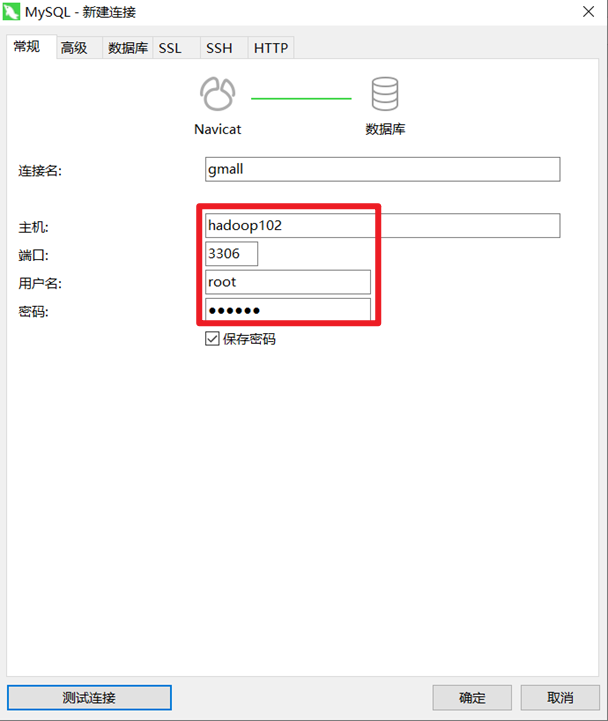 MySQL - 新建连接
常规 高级 数据库 SSL SSH HTTP
Navicat 数据库
连接名: gmall
主机: hadoop102
端口: 3306
用户名: root
密码: ●●●●●●
保存密码
测试连接 确定 取消